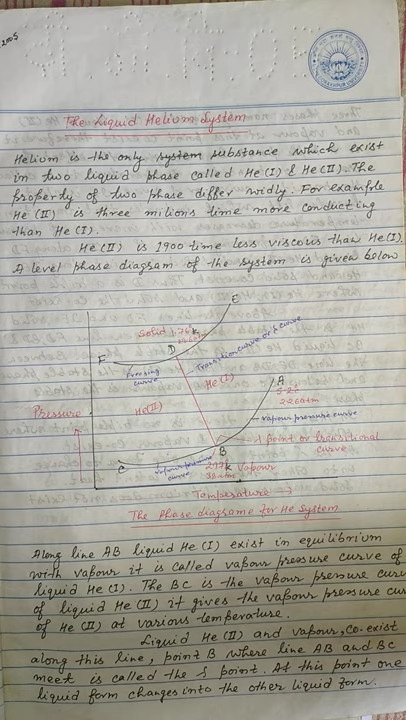 2005
The Liquid Helium System
Helium is the only system substance which exist
in two liquid phase called He(I) & He(II). The
property of two phase differ widly. For example
He (II) is three milions time more conducting
than He(I).
He(II) is 1900 time less viscous than He(I).
A level phase diagram of the system is given below
E
Solid 1.76k
D
F
Transition curve or λ curve
Freezing
curve
He(I)
A
5.2k
2.26atm
He(II)
Pressure
vapour pressure curve
λ point or transitional
curve
B
C
vapour pressure
curve
2.17k Vapour
38atm
Temperature →
The phase diagrame for He System
Along line AB liquid He(I) exist in equilibrium
with vapour it is called vapour pressure curve of
liquid He(I). The BC is the vapour pressure cur
of liquid He(II) it gives the vapour pressure cur
of He(II) at various temperature.
Liquid He(II) and vapour, co-exist
along this line, point B where line AB and BC
meet is called the λ point. At this point one
liquid form changes into the other liquid form.